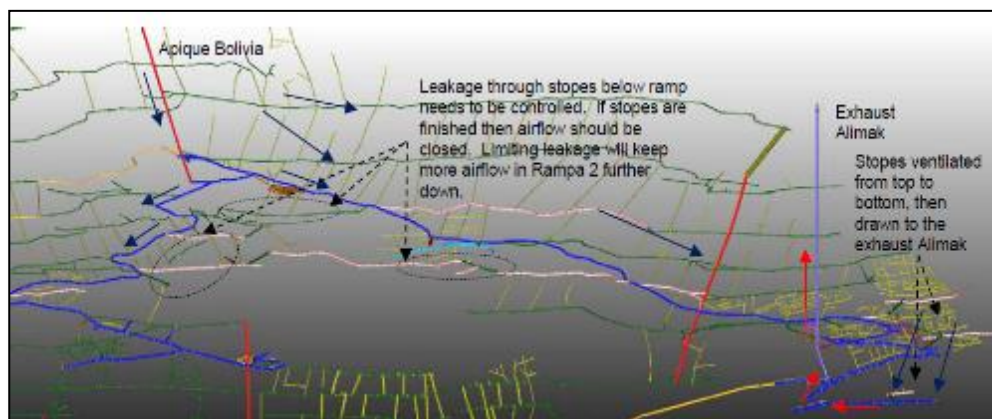 Apique Bolivia
Leakage through stopes below ramp
needs to be controlled. If stopes are
finished then airflow should be
closed. Limiting leakage will keep
more airflow in Rampa 2 further
down.
Exhaust
Alimak
Stopes ventilated
from top to
bottom, then
drawn to the
exhaust Alimak